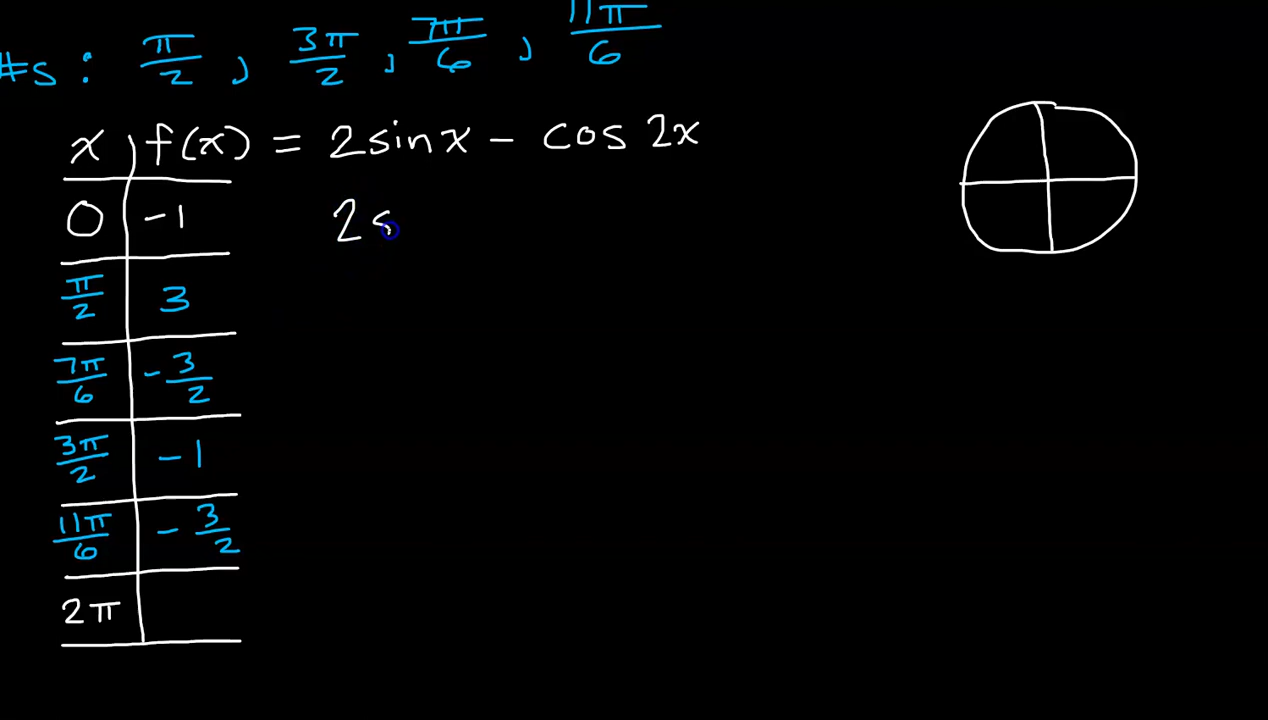 #s : π/2 , 3π/2 , 7π/6 , 11π/6
x f(x) = 2sinx - cos 2x
0 -1 2s
π/2 3
7π/6 -3/2
3π/2 -1
11π/6 -3/2
2π